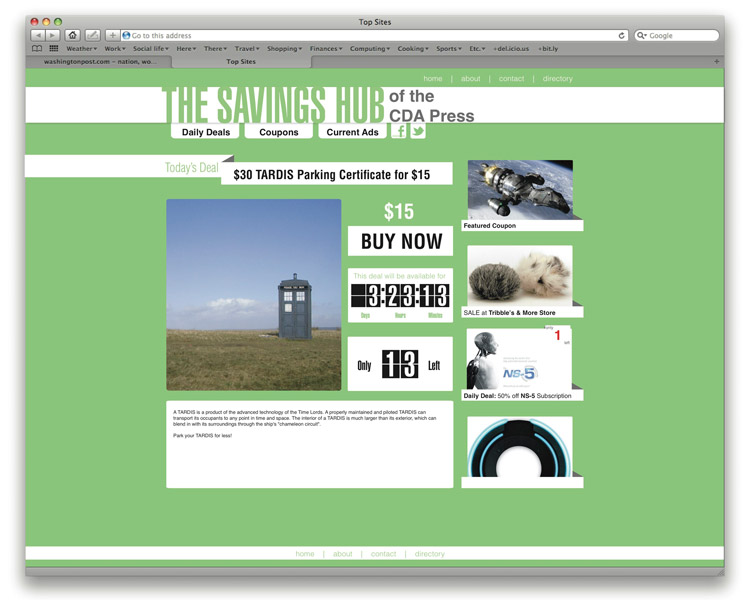 Top Sites
Go to this address
Google
Weather Work Social life Here There Travel Shopping Finances Computing Cooking Sports Etc. del.icio.us bit.ly
washingtonpost.com – nation, wo...
Top Sites
home | about | contact | directory
THE SAVINGS HUB
of the
CDA Press
Daily Deals
Coupons
Current Ads
Today's Deal
$30 TARDIS Parking Certificate for $15
$15
BUY NOW
This deal will be available for
3:23:13
Days Hours Minutes
Only 13 Left
A TARDIS is a product of the advanced technology of the Time Lords. A properly maintained and piloted TARDIS can
transport its occupants to any point in time and space. The interior of a TARDIS is much larger than its exterior, which can
blend in with its surroundings through the ship's "chameleon circuit".
Park your TARDIS for less!
Featured Coupon
SALE at Tribble's & More Store
only
1
left
NS-5
Daily Deal: 50% off NS-5 Subscription
home | about | contact | directory